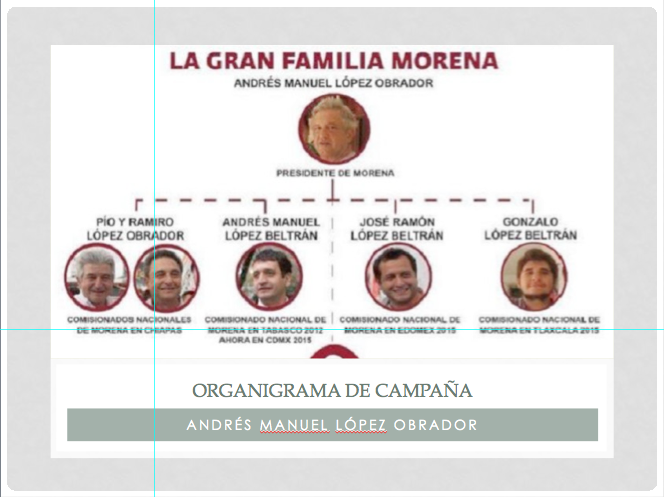 LA GRAN FAMILIA MORENA
ANDRÉS MANUEL LÓPEZ OBRADOR
PRESIDENTE DE MORENA
PÍO Y RAMIRO
LÓPEZ OBRADOR
COMISIONADOS NACIONALES
DE MORENA EN CHIAPAS
ANDRÉS MANUEL
LÓPEZ BELTRÁN
COMISIONADO NACIONAL DE
MORENA EN TABASCO 2012
AHORA EN CDMX 2015
JOSÉ RAMÓN
LÓPEZ BELTRÁN
COMISIONADO NACIONAL DE
MORENA EN EDOMEX 2015
GONZALO
LÓPEZ BELTRÁN
COMISIONADO NACIONAL DE
MORENA EN TLAXCALA 2015
ORGANIGRAMA DE CAMPAÑA
ANDRÉS MANUEL LÓPEZ OBRADOR